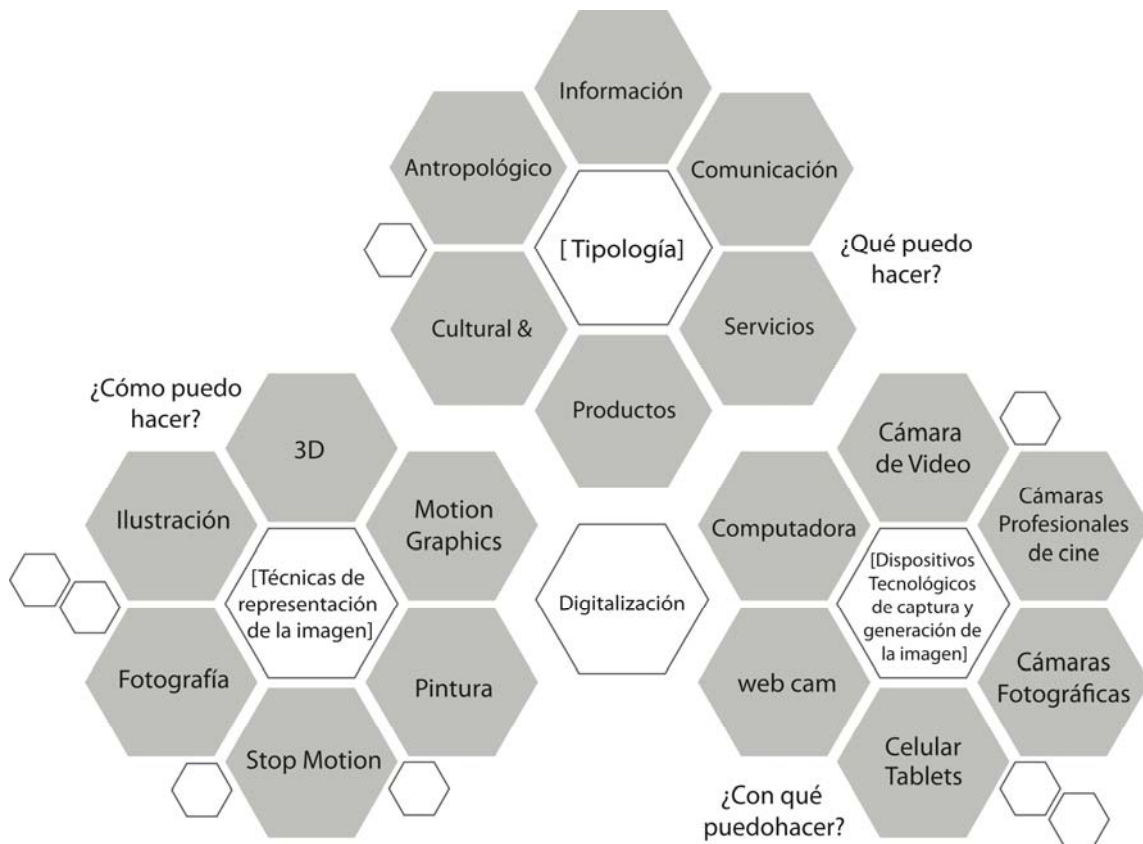 Información
Antropológico
Comunicación
[ Tipología]
¿Qué puedo
hacer?
Cultural &
Servicios
Productos
¿Cómo puedo
hacer?
3D
Ilustración
Motion
Graphics
[Técnicas de
representación
de la imagen]
Fotografía
Pintura
Stop Motion
Digitalización
Cámara
de Video
Computadora
Cámaras
Profesionales
de cine
[Dispositivos
Tecnológicos
de captura y
generación de
la imagen]
web cam
Cámaras
Fotográficas
Celular
Tablets
¿Con qué
puedohacer?